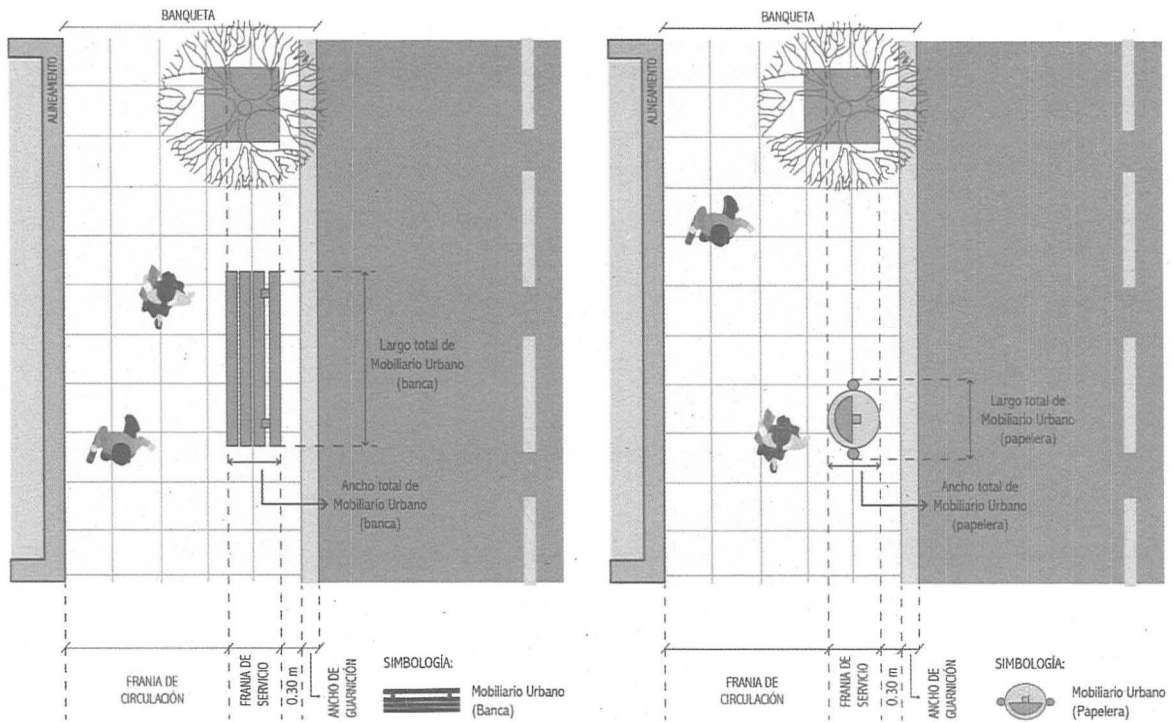 BANQUETA
ALINEAMIENTO
Largo total de
Mobiliario Urbano
(banca)
Ancho total de
Mobiliario Urbano
(banca)
FRANJA DE
CIRCULACIÓN
FRANJA DE
SERVICIO
0.30 m
ANCHO DE
GUARNICIÓN
SIMBOLOGÍA:
Mobiliario Urbano
(Banca)
BANQUETA
ALINEAMIENTO
Largo total de
Mobiliario Urbano
(papelera)
Ancho total de
Mobiliario Urbano
(papelera)
FRANJA DE
CIRCULACIÓN
FRANJA DE
SERVICIO
0.30 m
ANCHO DE
GUARNICIÓN
SIMBOLOGÍA:
Mobiliario Urbano
(Papelera)